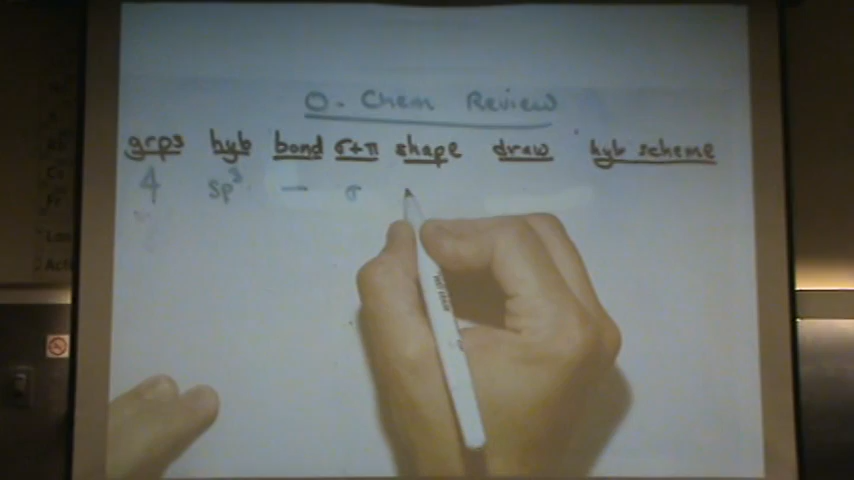 O-Chem Review
grps hyb bond σ+π shape draw hyb scheme
4 sp³ — σ